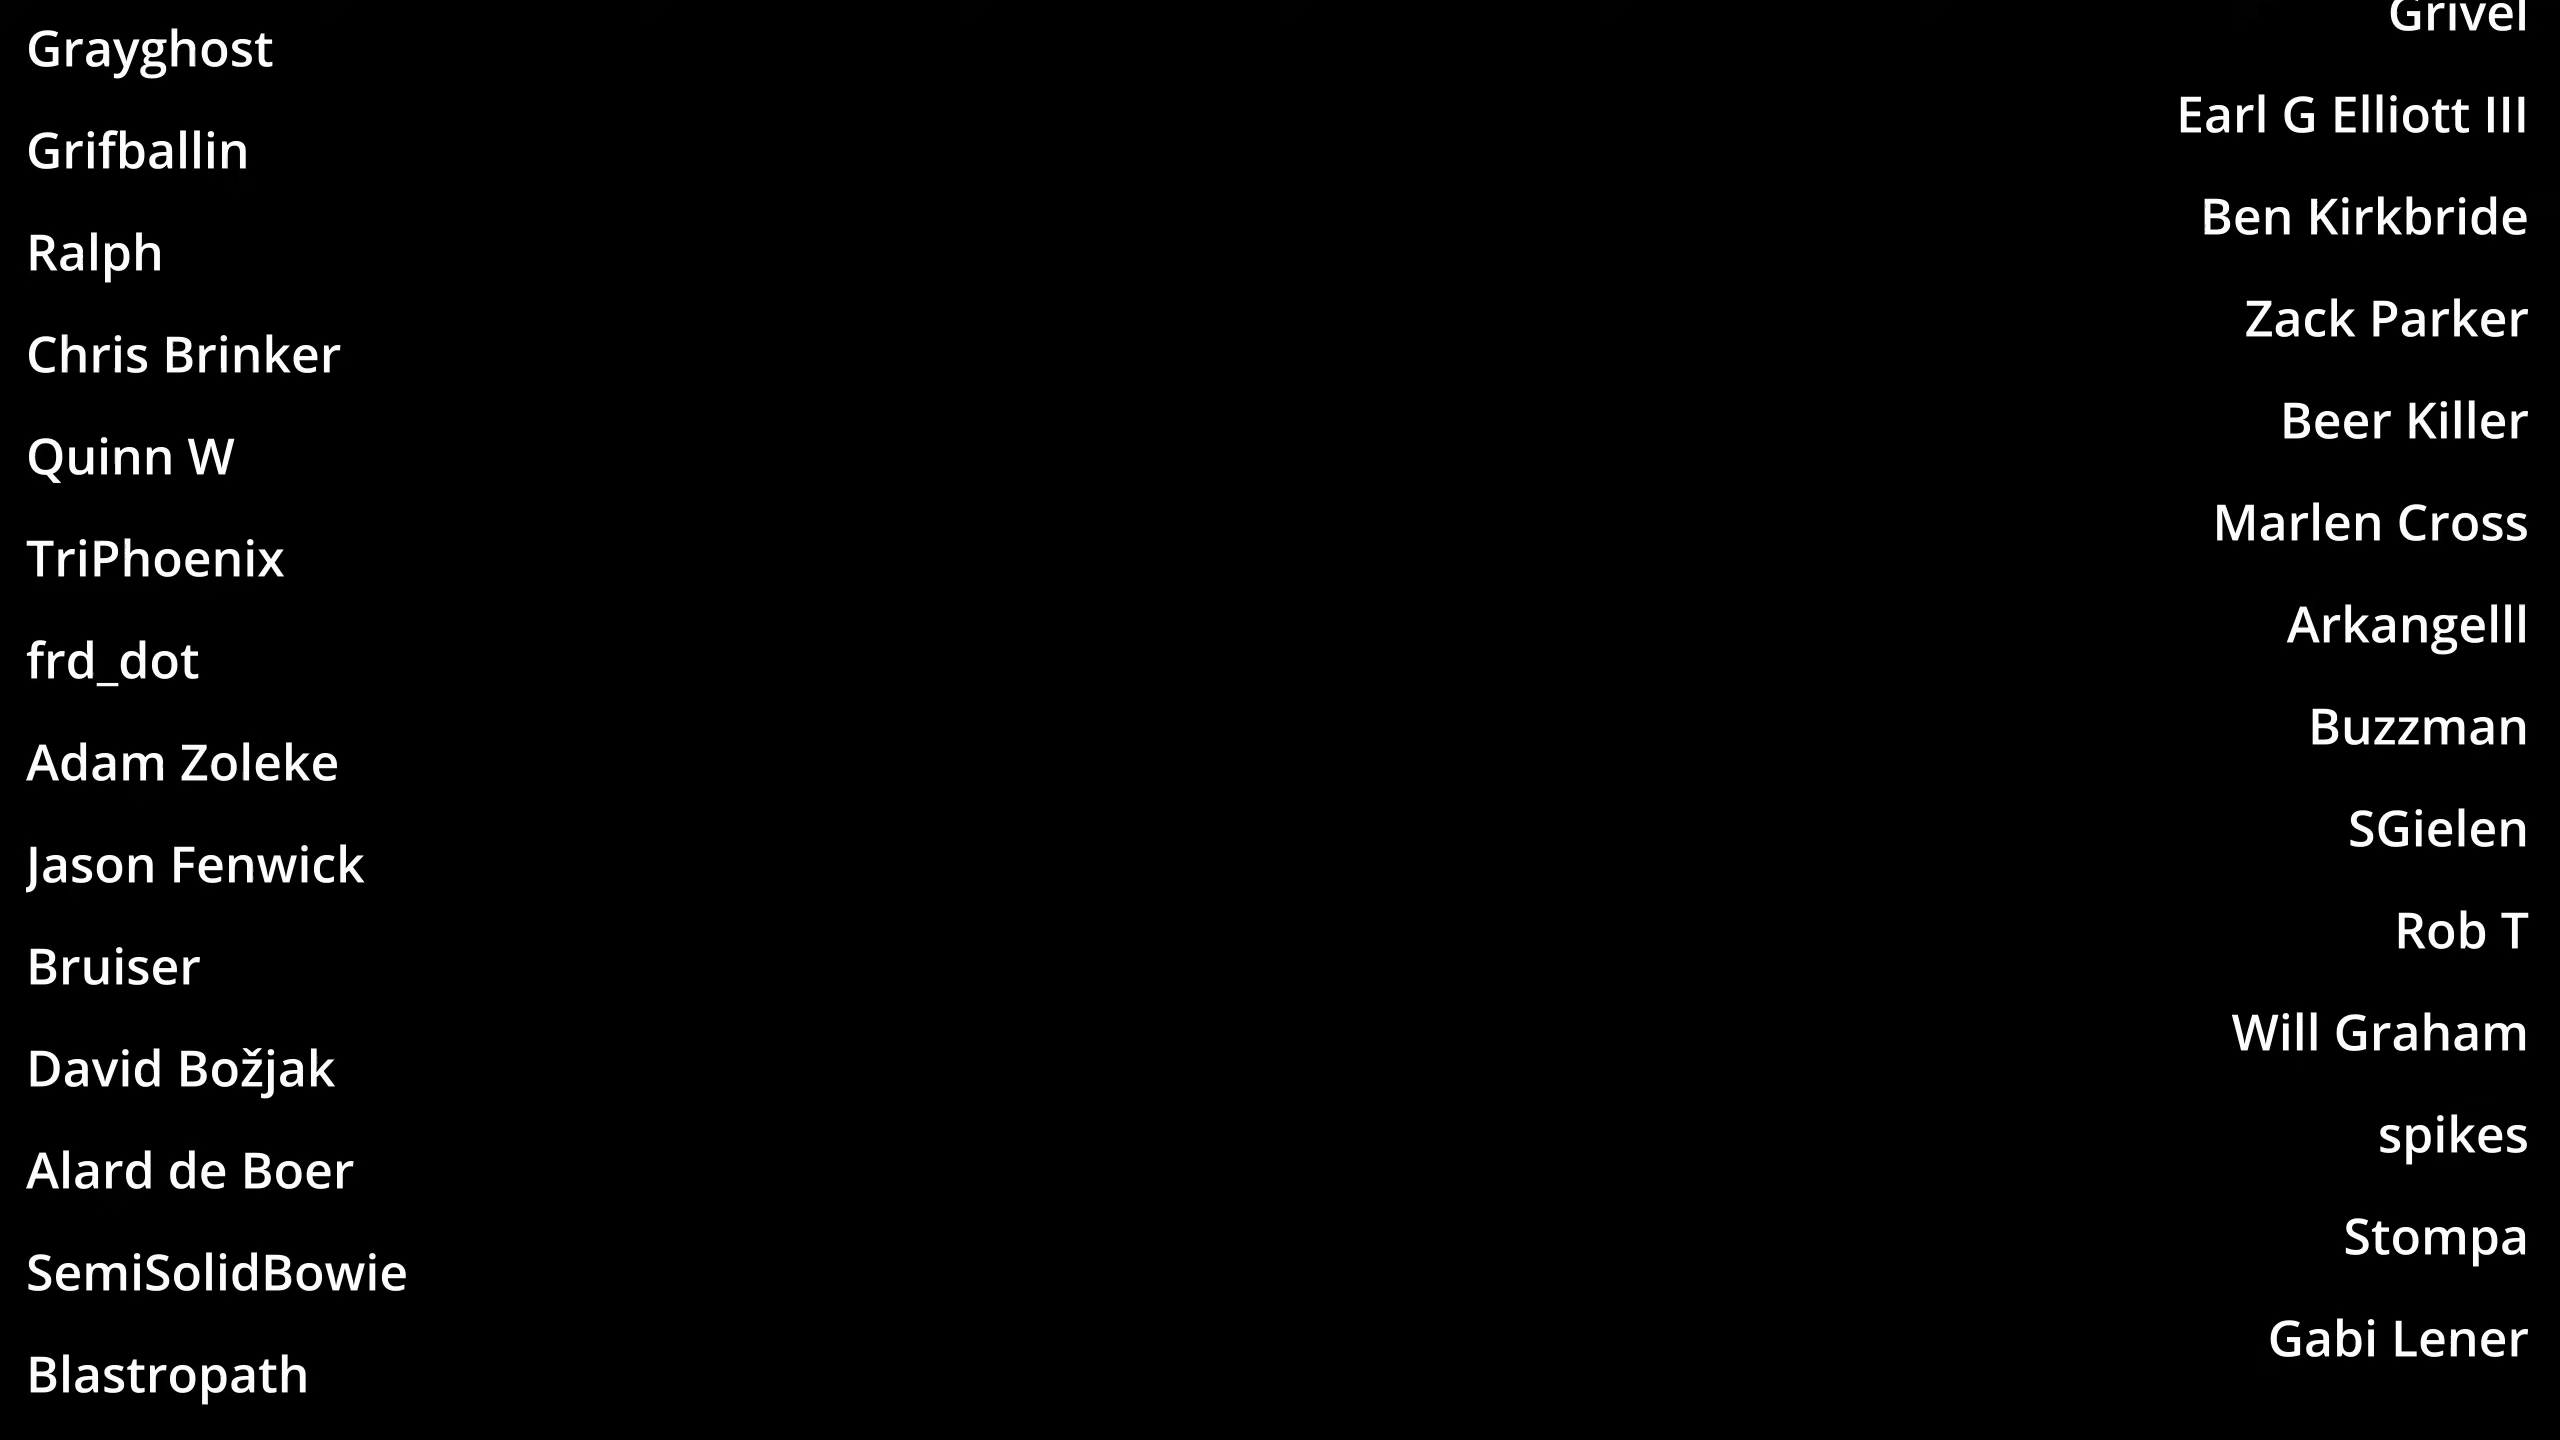 Grayghost
Grifballin
Ralph
Chris Brinker
Quinn W
TriPhoenix
frd_dot
Adam Zoleke
Jason Fenwick
Bruiser
David Božjak
Alard de Boer
SemiSolidBowie
Blastropath
Grivel
Earl G Elliott III
Ben Kirkbride
Zack Parker
Beer Killer
Marlen Cross
Arkangelll
Buzzman
SGielen
Rob T
Will Graham
spikes
Stompa
Gabi Lener